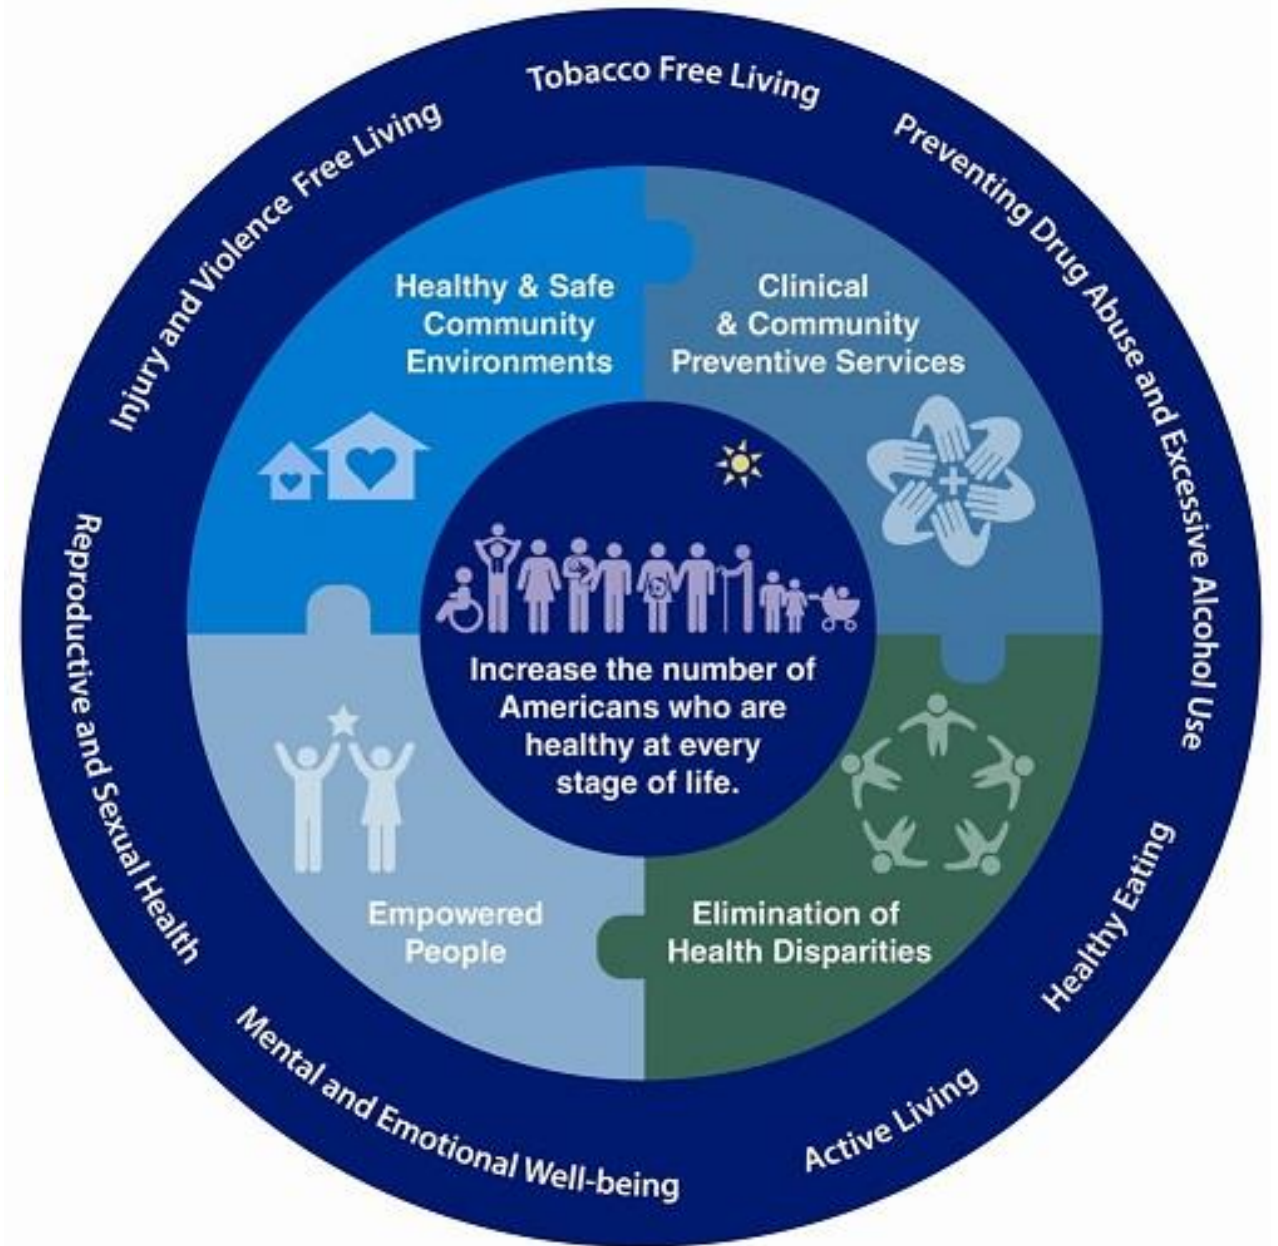 Tobacco Free Living
Preventing Drug Abuse and Excessive Alcohol Use
Healthy Eating
Active Living
Mental and Emotional Well-being
Reproductive and Sexual Health
Injury and Violence Free Living
Healthy & Safe
Community
Environments
Clinical
& Community
Preventive Services
Increase the number of
Americans who are
healthy at every
stage of life.
Empowered
People
Elimination of
Health Disparities